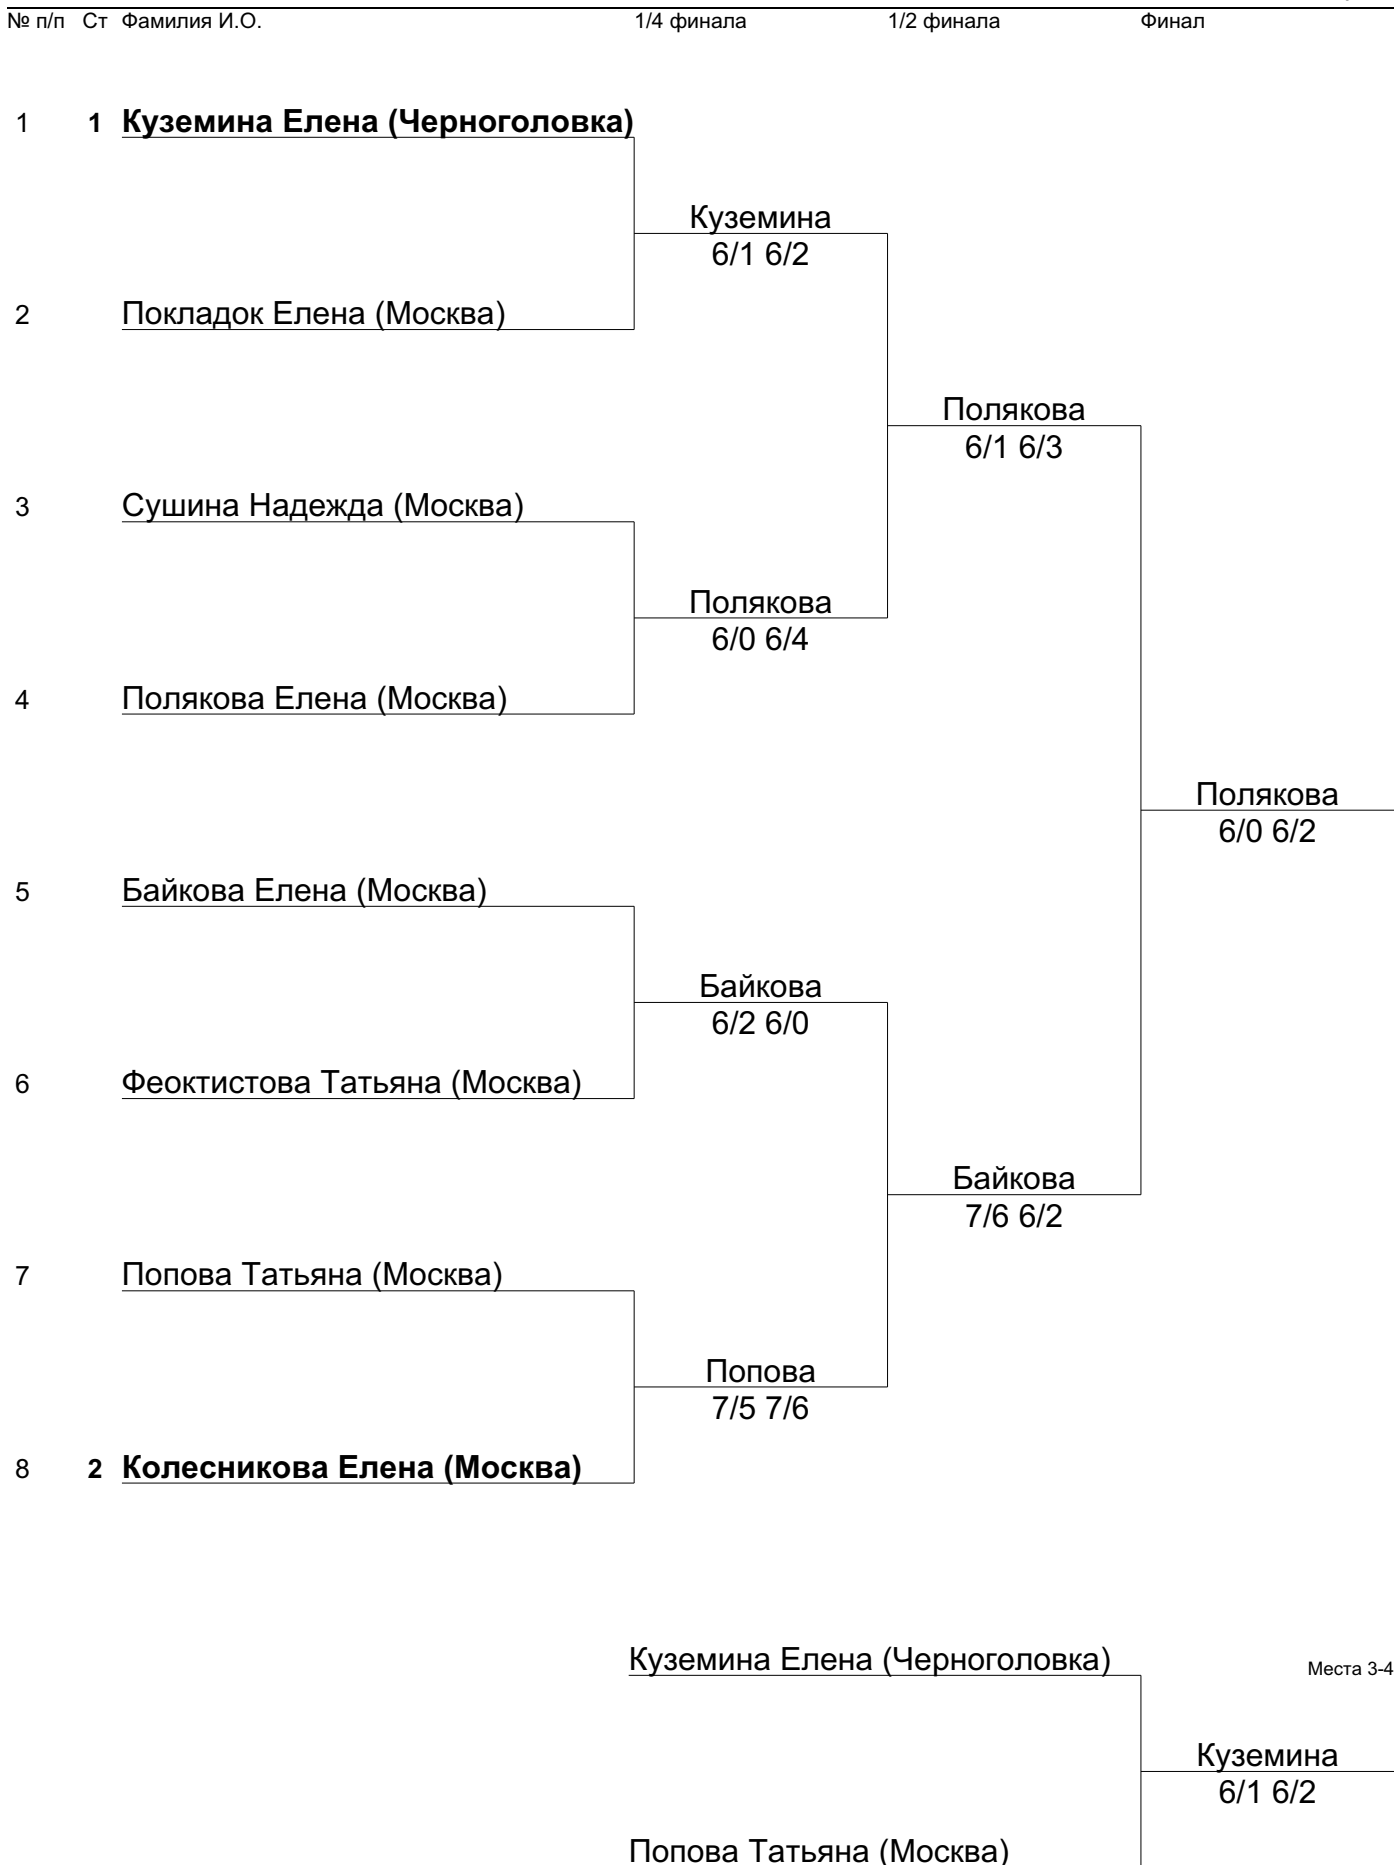 № п/п Ст Фамилия И.О. 1/4 финала 1/2 финала Финал
1 1 Куземина Елена (Черноголовка)
Куземина
6/1 6/2
2 Покладок Елена (Москва)
Полякова
6/1 6/3
3 Сушина Надежда (Москва)
Полякова
6/0 6/4
4 Полякова Елена (Москва)
Полякова
6/0 6/2
5 Байкова Елена (Москва)
Байкова
6/2 6/0
6 Феоктистова Татьяна (Москва)
Байкова
7/6 6/2
7 Попова Татьяна (Москва)
Попова
7/5 7/6
8 2 Колесникова Елена (Москва)
Куземина Елена (Черноголовка) Места 3-4
Куземина
6/1 6/2
Попова Татьяна (Москва)